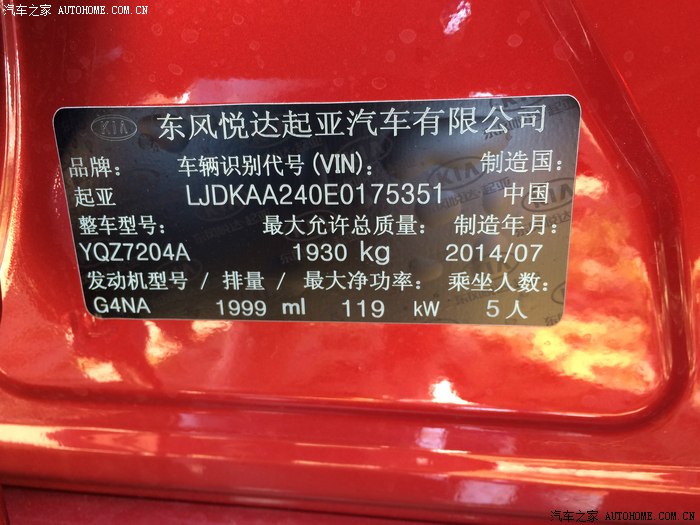 汽车之家 AUTOHOME.COM.CN
KIA 东风悦达起亚汽车有限公司
品牌： 车辆识别代号(VIN)： 制造国：
起亚 LJDKAA240E0175351 中国
整车型号： 最大允许总质量： 制造年月：
YQZ7204A 1930 kg 2014/07
发动机型号 / 排量 / 最大净功率： 乘坐人数：
G4NA 1999 ml 119 kW 5人
汽车之家 AUTOHOME.COM.CN